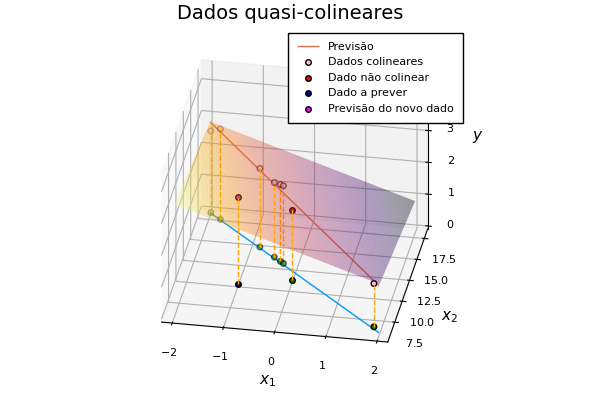 Dados quasi-colineares
Previsão
Dados colineares
Dado não colinear
Dado a prever
Previsão do novo dado
3
2
1
0
y
17.5
15.0
12.5
10.0
7.5
x₂
−2
−1
0
1
2
x₁